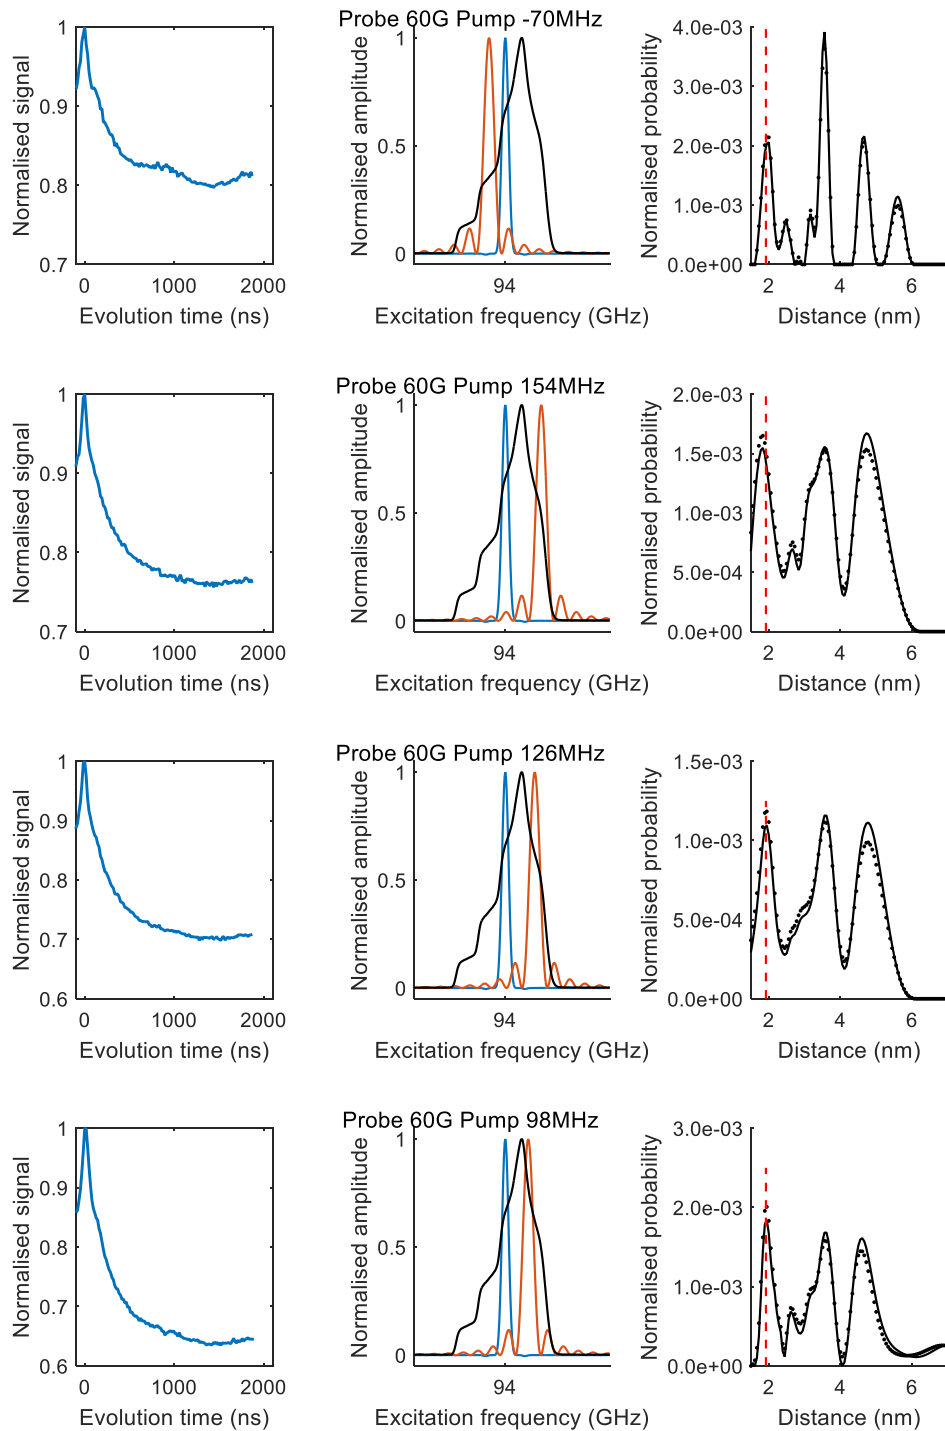 Probe 60G Pump -70MHz
Normalised signal
1
0.9
0.8
0.7
0 1000 2000
Evolution time (ns)
Normalised amplitude
1
0.5
0
94
Excitation frequency (GHz)
Normalised probability
4.0e-03
3.0e-03
2.0e-03
1.0e-03
0.0e+00
2 4 6
Distance (nm)
Probe 60G Pump 154MHz
Normalised signal
1
0.9
0.8
0.7
0 1000 2000
Evolution time (ns)
Normalised amplitude
1
0.5
0
94
Excitation frequency (GHz)
Normalised probability
2.0e-03
1.5e-03
1.0e-03
5.0e-04
0.0e+00
2 4 6
Distance (nm)
Probe 60G Pump 126MHz
Normalised signal
1
0.9
0.8
0.7
0.6
0 1000 2000
Evolution time (ns)
Normalised amplitude
1
0.5
0
94
Excitation frequency (GHz)
Normalised probability
1.5e-03
1.0e-03
5.0e-04
0.0e+00
2 4 6
Distance (nm)
Probe 60G Pump 98MHz
Normalised signal
1
0.9
0.8
0.7
0.6
0 1000 2000
Evolution time (ns)
Normalised amplitude
1
0.5
0
94
Excitation frequency (GHz)
Normalised probability
3.0e-03
2.0e-03
1.0e-03
0.0e+00
2 4 6
Distance (nm)